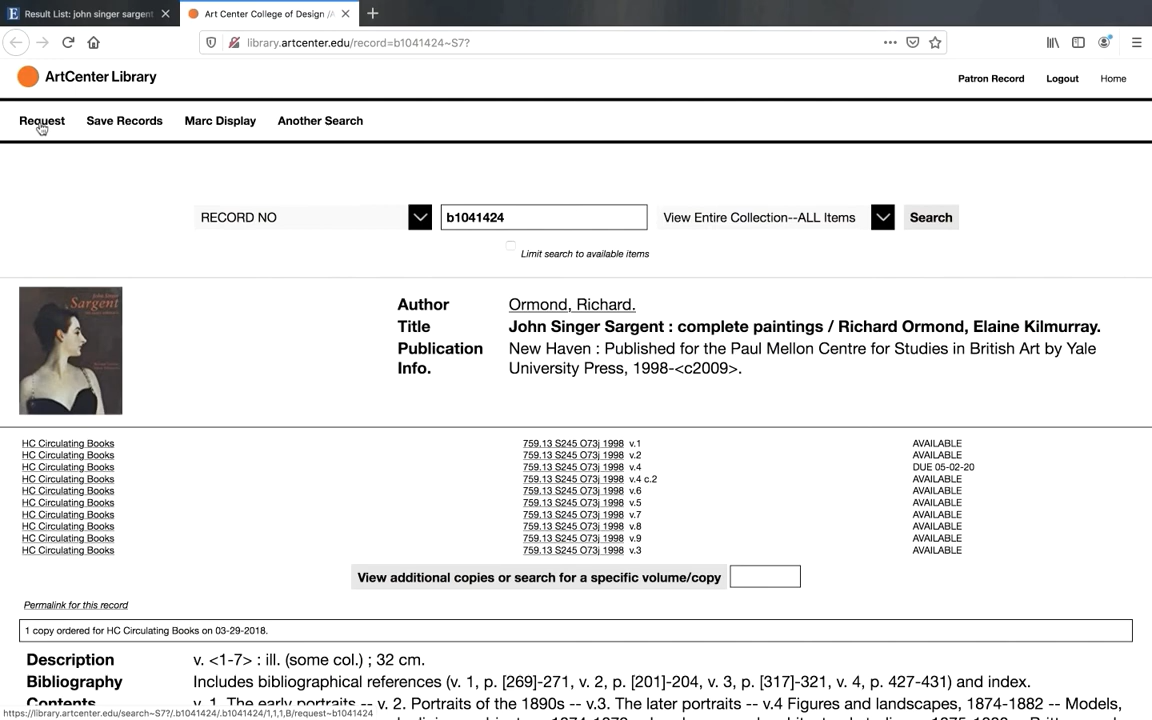 Result List: john singer sargent
Art Center College of Design /
library.artcenter.edu/record=b1041424~S7?
ArtCenter Library
Patron Record Logout Home
Request Save Records Marc Display Another Search
RECORD NO b1041424 View Entire Collection--ALL Items Search
Limit search to available items
John Singer
Sargent
Author Ormond, Richard.
Title John Singer Sargent : complete paintings / Richard Ormond, Elaine Kilmurray.
Publication New Haven : Published for the Paul Mellon Centre for Studies in British Art by Yale
Info. University Press, 1998-<c2009>.
HC Circulating Books 759.13 S245 O73j 1998 v.1 AVAILABLE
HC Circulating Books 759.13 S245 O73j 1998 v.2 AVAILABLE
HC Circulating Books 759.13 S245 O73j 1998 v.4 DUE 05-02-20
HC Circulating Books 759.13 S245 O73j 1998 v.4 c.2 AVAILABLE
HC Circulating Books 759.13 S245 O73j 1998 v.6 AVAILABLE
HC Circulating Books 759.13 S245 O73j 1998 v.5 AVAILABLE
HC Circulating Books 759.13 S245 O73j 1998 v.7 AVAILABLE
HC Circulating Books 759.13 S245 O73j 1998 v.8 AVAILABLE
HC Circulating Books 759.13 S245 O73j 1998 v.9 AVAILABLE
HC Circulating Books 759.13 S245 O73j 1998 v.3 AVAILABLE
View additional copies or search for a specific volume/copy
Permalink for this record
1 copy ordered for HC Circulating Books on 03-29-2018.
Description v. <1-7> : ill. (some col.) ; 32 cm.
Bibliography Includes bibliographical references (v. 1, p. [269]-271, v. 2, p. [201]-204, v. 3, p. [317]-321, v. 4, p. 427-431) and index.
Contents v. 1. The early portraits -- v. 2. Portraits of the 1890s -- v.3. The later portraits -- v.4 Figures and landscapes, 1874-1882 -- Models,
https://library.artcenter.edu/search~S7?/.b1041424/.b1041424/1,1,1,B/request~b1041424